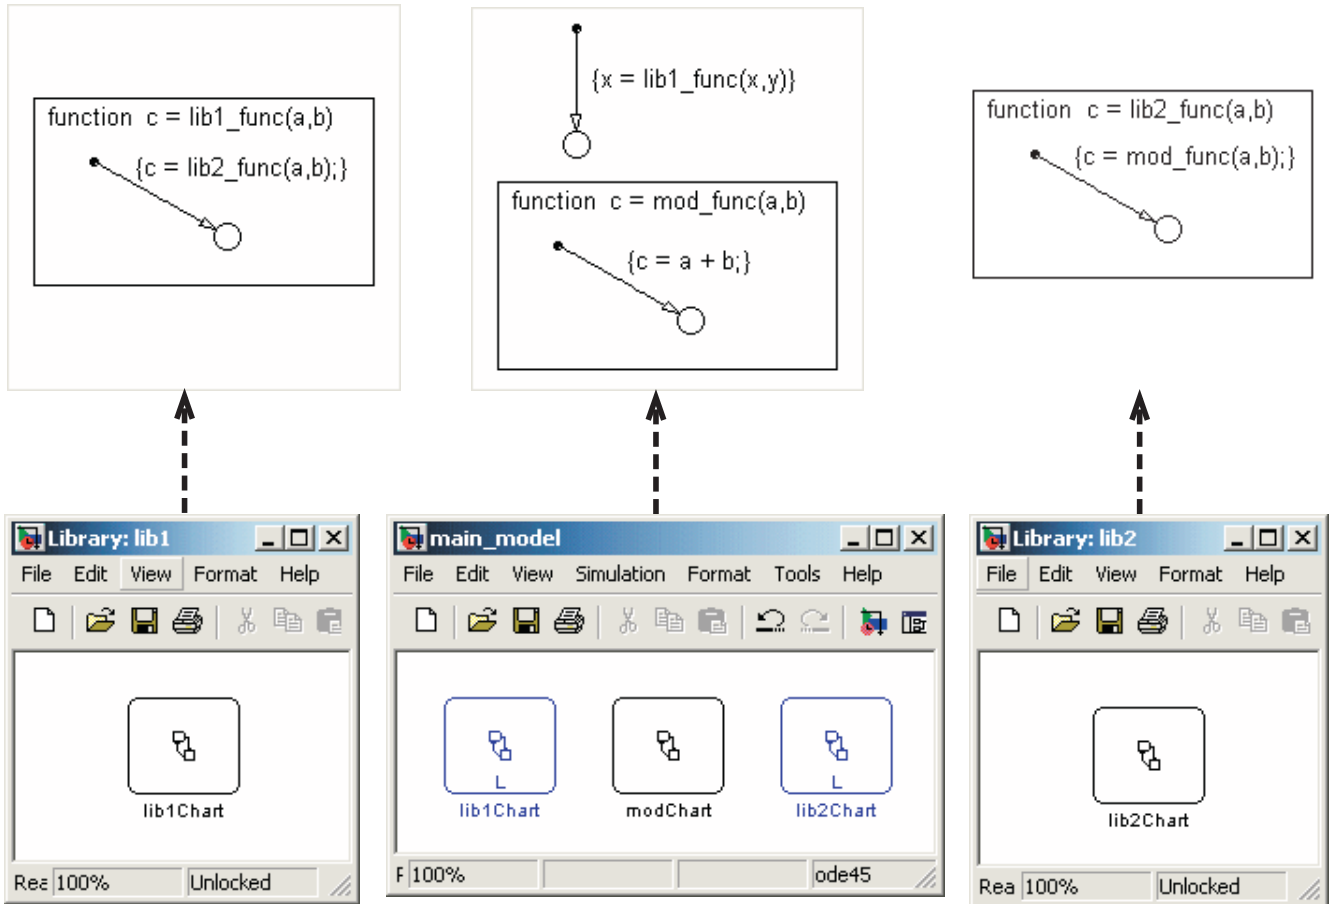 function c = lib1_func(a,b)
{c = lib2_func(a,b);}
{x = lib1_func(x,y)}
function c = mod_func(a,b)
{c = a + b;}
function c = lib2_func(a,b)
{c = mod_func(a,b);}
Library: lib1
File Edit View Format Help
lib1Chart
Rea 100% Unlocked
main_model
File Edit View Simulation Format Tools Help
L
lib1Chart
modChart
L
lib2Chart
F 100% ode45
Library: lib2
File Edit View Format Help
lib2Chart
Rea 100% Unlocked